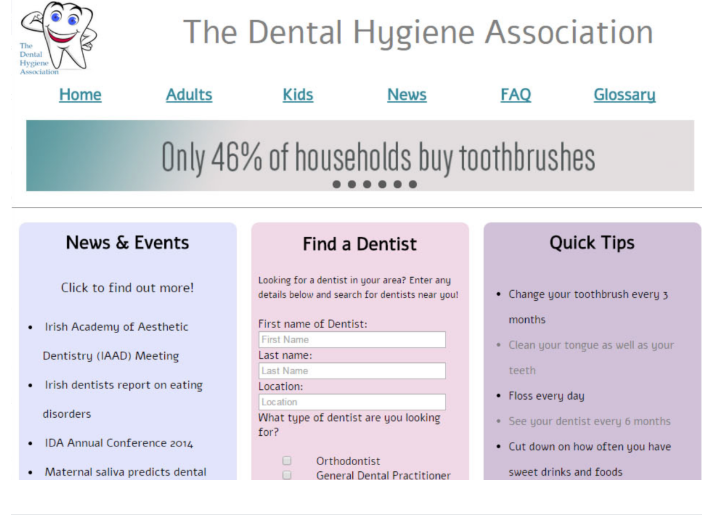 The
Dental
Hygiene
Association
The Dental Hygiene Association
Home Adults Kids News FAQ Glossary
Only 46% of households buy toothbrushes
News & Events
Click to find out more!
• Irish Academy of Aesthetic
Dentistry (IAAD) Meeting
• Irish dentists report on eating
disorders
• IDA Annual Conference 2014
• Maternal saliva predicts dental
Find a Dentist
Looking for a dentist in your area? Enter any
details below and search for dentists near you!
First name of Dentist:
First Name
Last name:
Last Name
Location:
Location
What type of dentist are you looking
for?
Orthodontist
General Dental Practitioner
Quick Tips
• Change your toothbrush every 3
months
• Clean your tongue as well as your
teeth
• Floss every day
• See your dentist every 6 months
• Cut down on how often you have
sweet drinks and foods